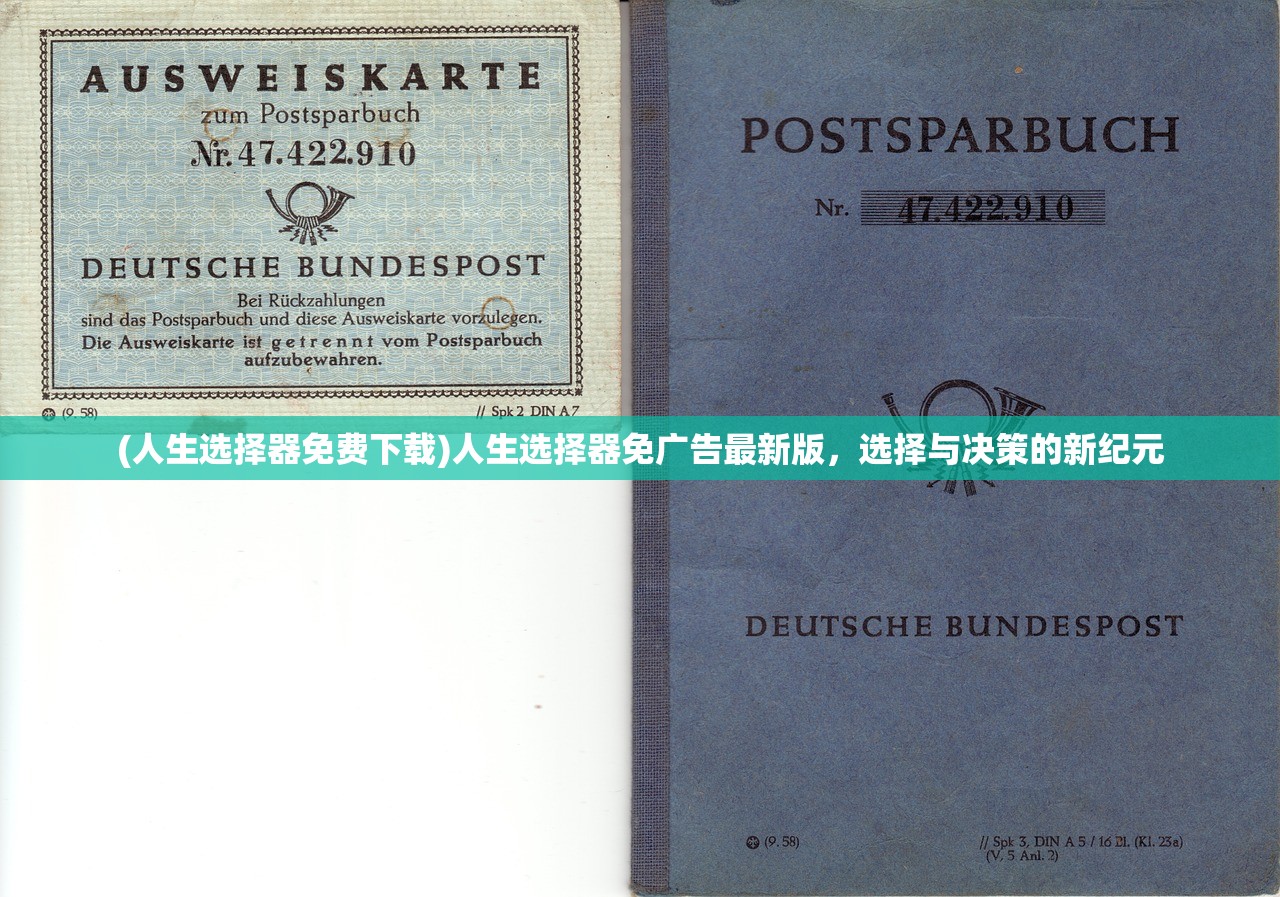 AUSWEISKARTE
zum Postsparbuch
Nr. 47.422.910
DEUTSCHE BUNDESPOST
Bei Rückzahlungen
sind das Postsparbuch und diese Ausweiskarte vorzulegen.
Die Ausweiskarte ist getrennt vom Postsparbuch
aufzubewahren.
(9. 58)
// Spk 2 DIN A 7
POSTSPARBUCH
Nr. 47.422.910
(人生选择器免费下载)人生选择器免广告最新版，选择与决策的新纪元
DEUTSCHE BUNDESPOST
(9. 58)
// Spk 3, DIN A 5 / 16 Bl. (Kl. 23a)
(V, 5 Anl. 2)